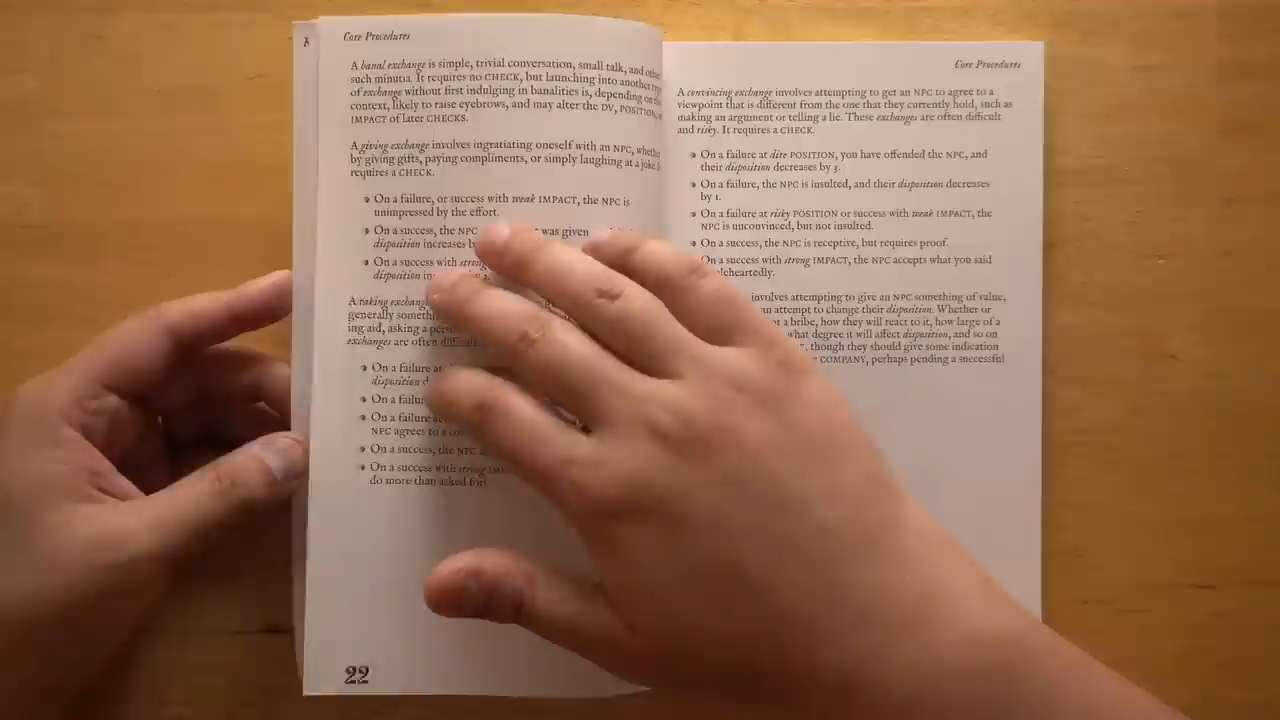 Core Procedures
A banal exchange is simple, trivial conversation, small talk, and other
such minutia. It requires no CHECK, but launching into another
of exchange without first indulging in banalities is, depending on
context, likely to raise eyebrows, and may alter the DV, POSITION,
IMPACT of later CHECKS.
A giving exchange involves ingratiating oneself with an NPC, whether
by giving gifts, paying compliments, or simply laughing at a joke.
requires a CHECK.
On a failure, or success with weak IMPACT, the NPC is
unimpressed by the effort.
On a success, the NPC was given
disposition increases
On a success with strong
disposition
A taking exchange
generally
ing aid, asking a
exchanges are often difficult
On a failure at
disposition
On a failure
On a failure
NPC agrees to a
On a success, the NPC
On a success with strong
do more than asked for.
22
Core Procedures
A convincing exchange involves attempting to get an NPC to agree to a
viewpoint that is different from the one that they currently hold, such as
making an argument or telling a lie. These exchanges are often difficult
and risky. It requires a CHECK.
On a failure at dire POSITION, you have offended the NPC, and
their disposition decreases by 3.
On a failure, the NPC is insulted, and their disposition decreases
by 1.
On a failure at risky POSITION or success with weak IMPACT, the
NPC is unconvinced, but not insulted.
On a success, the NPC is receptive, but requires proof.
On a success with strong IMPACT, the NPC accepts what you said
involves attempting to give an NPC something of value,
an attempt to change their disposition. Whether or
a bribe, how they will react to it, how large of a
what degree it will affect disposition, and so on
though they should give some indication
COMPANY, perhaps pending a successful